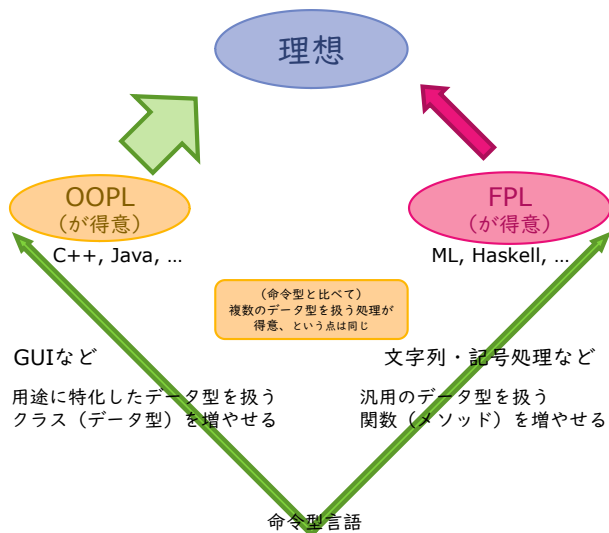 理想
OOPL
(が得意)
C++, Java, ...
FPL
(が得意)
ML, Haskell, ...
(命令型と比べて)
複数のデータ型を扱う処理が
得意、という点は同じ
GUIなど
用途に特化したデータ型を扱う
クラス（データ型）を増やせる
文字列・記号処理など
汎用のデータ型を扱う
関数（メソッド）を増やせる
命令型言語